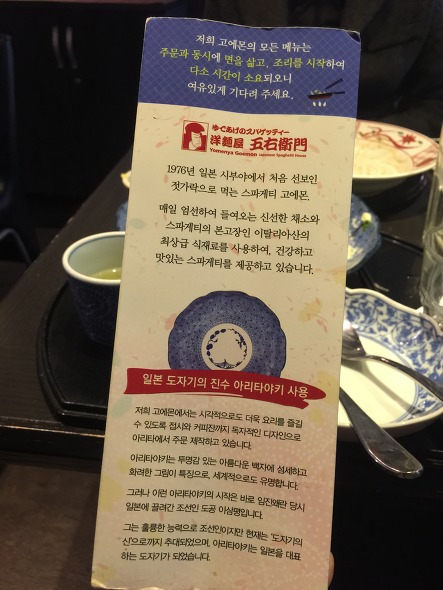 저희 고에몬의 모든 메뉴는
주문과 동시에 면을 삶고, 조리를 시작하여
다소 시간이 소요되오니
여유있게 기다려 주세요.
ゆであげのスパゲッティー
洋麺屋 五右衛門
Yomenya Goemon Japanese Spaghetti House
1976년 일본 시부야에서 처음 선보인
젓가락으로 먹는 스파게티 고에몬.
매일 엄선하여 들여오는 신선한 채소와
스파게티의 본고장인 이탈리아산의
최상급 식재료를 사용하여, 건강하고
맛있는 스파게티를 제공하고 있습니다.
일본 도자기의 진수 아리타야키 사용
저희 고에몬에서는 시각적으로도 더욱 요리를 즐길
수 있도록 접시와 커피잔까지 독자적인 디자인으로
아리타에서 주문 제작하고 있습니다.
아리타야키는 투명감 있는 아름다운 백자에 섬세하고
화려한 그림이 특징으로, 세계적으로도 유명합니다.
그러나 이런 아리타야키의 시작은 바로 임진왜란 당시
일본에 끌려간 조선인 도공 이삼평입니다.
그는 훌륭한 능력으로 조선인이지만 현재는 '도자기의
신'으로까지 추대되었으며, 아리타야키는 일본을 대표
하는 도자기가 되었습니다.